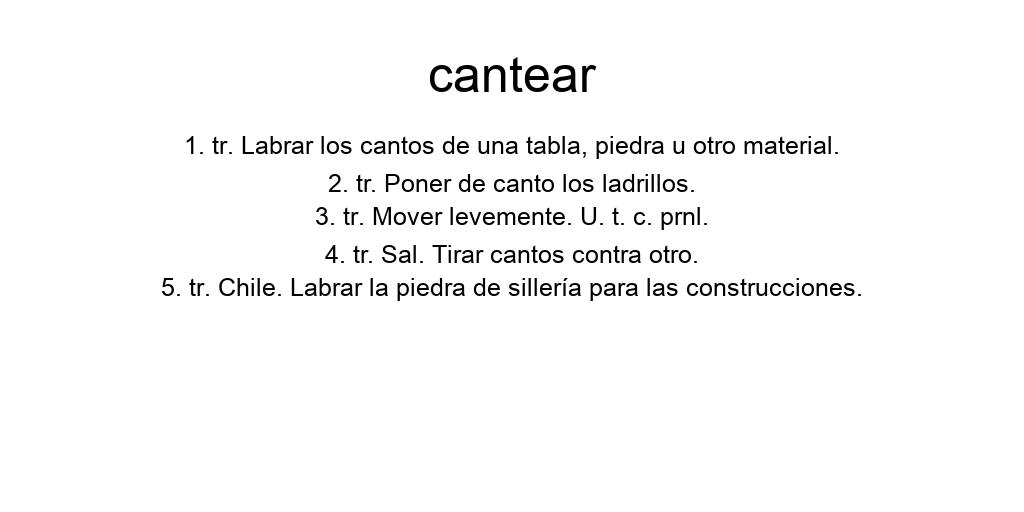 cantear
1. tr. Labrar los cantos de una tabla, piedra u otro material.
2. tr. Poner de canto los ladrillos.
3. tr. Mover levemente. U. t. c. prnl.
4. tr. Sal. Tirar cantos contra otro.
5. tr. Chile. Labrar la piedra de sillería para las construcciones.